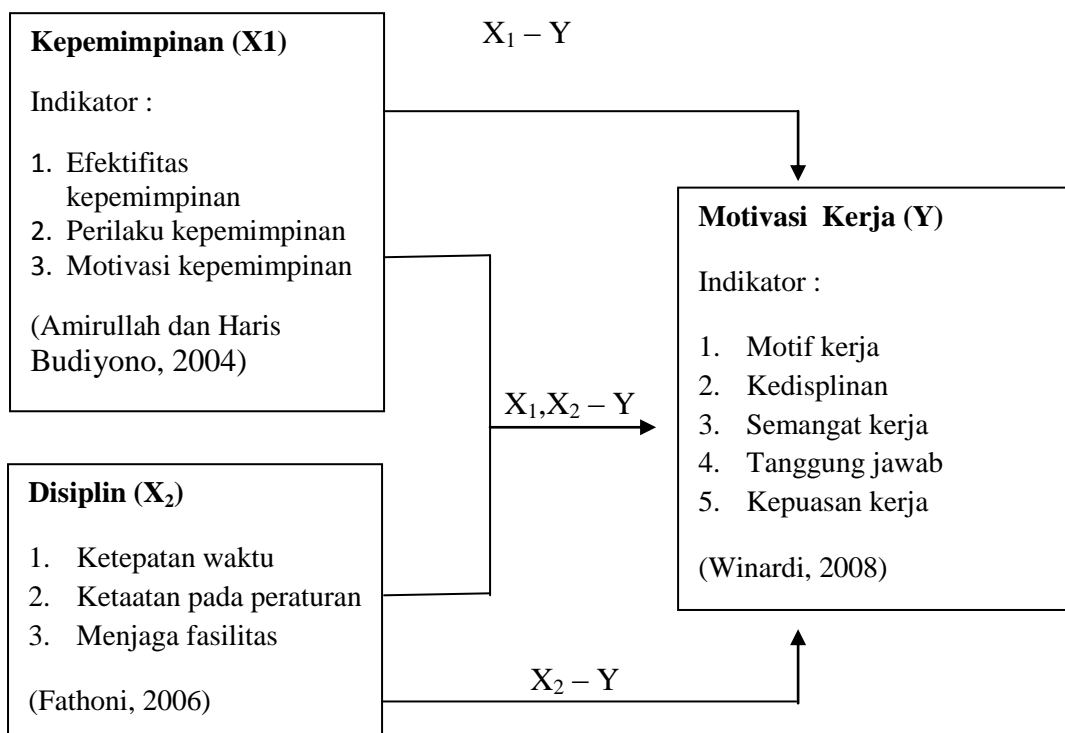 Kepemimpinan (X1)
Indikator :
1. Efektifitas
kepemimpinan
2. Perilaku kepemimpinan
3. Motivasi kepemimpinan
(Amirullah dan Haris
Budiyono, 2004)
X₁ – Y
Motivasi Kerja (Y)
Indikator :
1. Motif kerja
2. Kedisplinan
3. Semangat kerja
4. Tanggung jawab
5. Kepuasan kerja
(Winardi, 2008)
X₁,X₂ – Y
Disiplin (X₂)
1. Ketepatan waktu
2. Ketaatan pada peraturan
3. Menjaga fasilitas
(Fathoni, 2006)
X₂ – Y